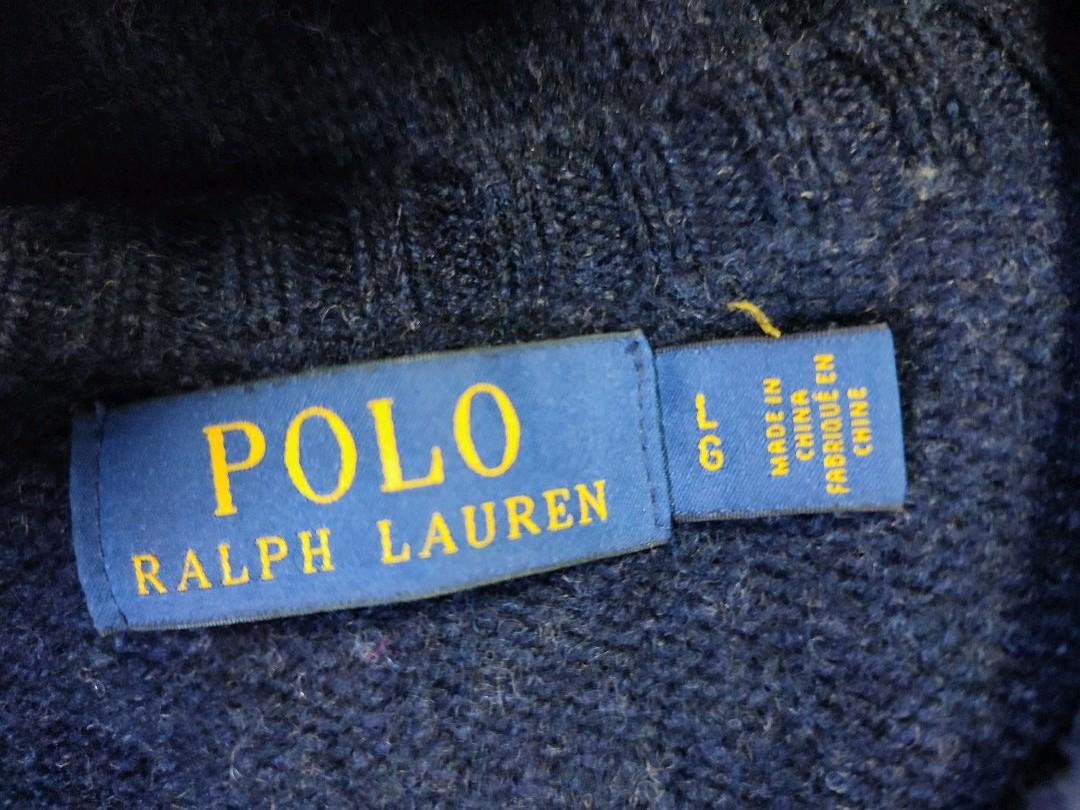 POLO
RALPH LAUREN
L
G
MADE IN
CHINA
FABRIQUÉ EN
CHINE